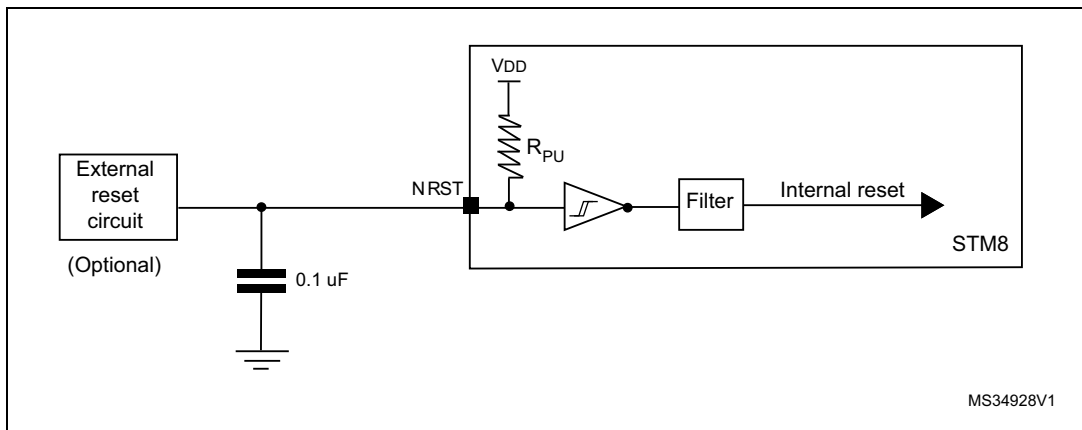 VDD
RPU
External
reset
circuit
(Optional)
NRST
Filter
Internal reset
STM8
0.1 uF
MS34928V1